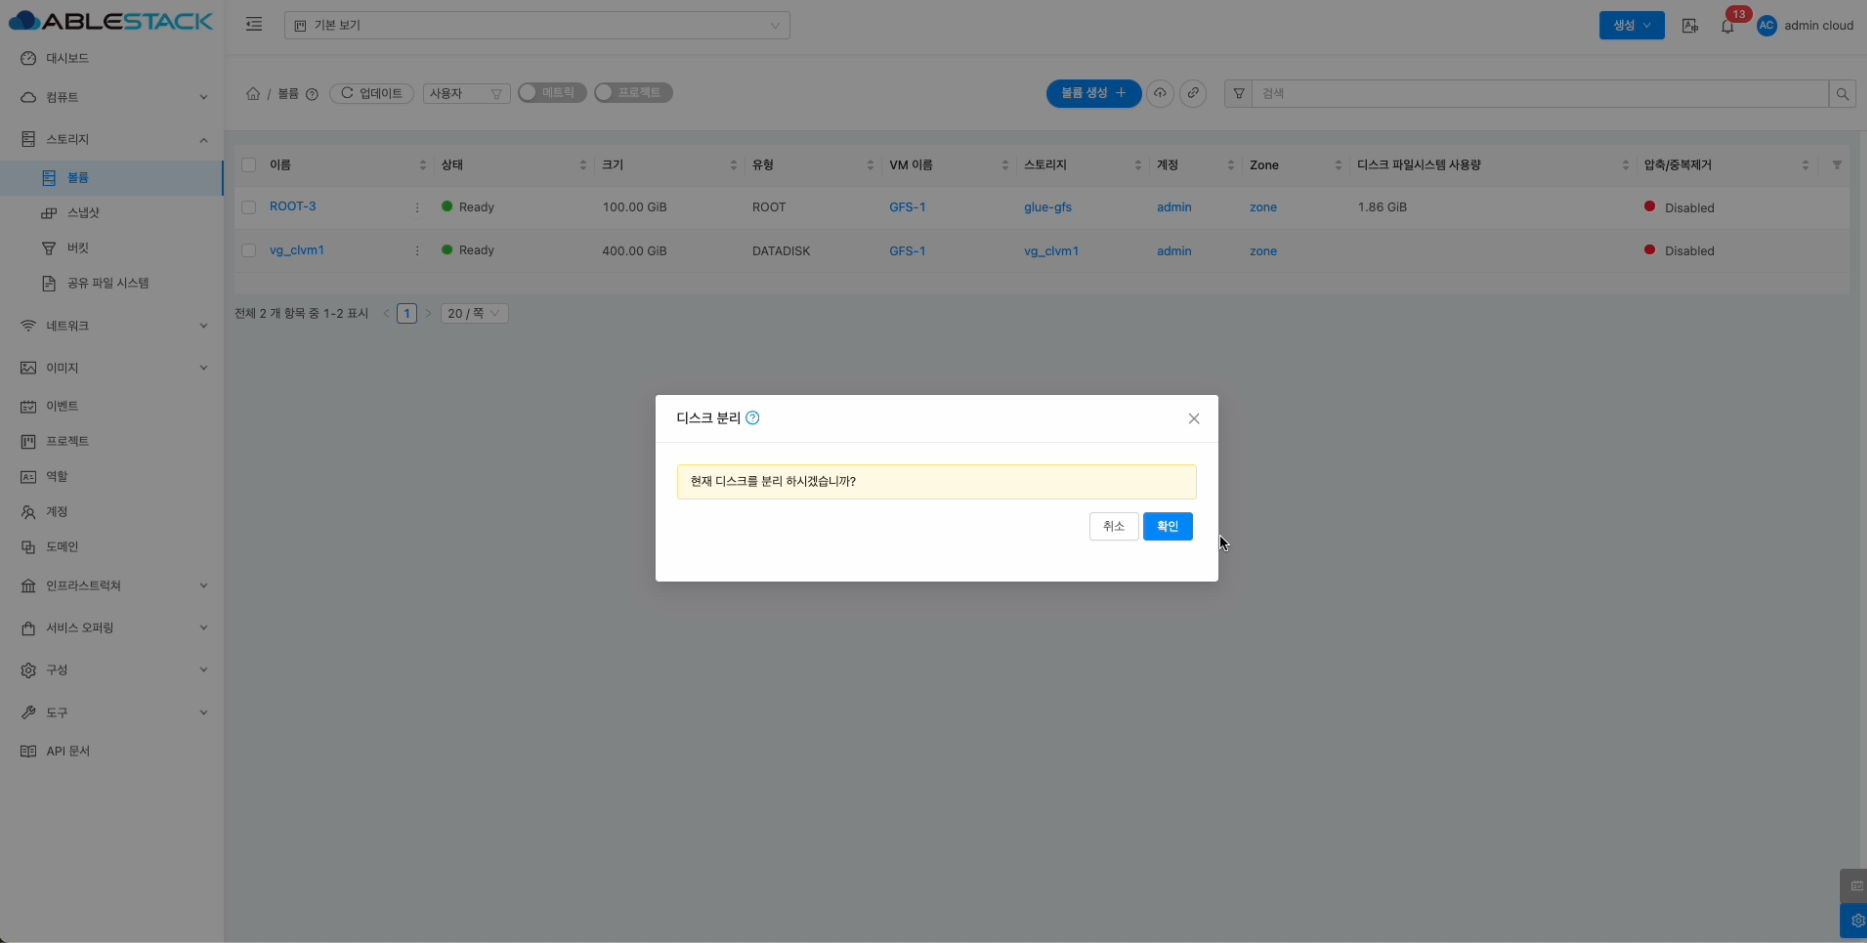 ABLESTACK
기본 보기
생성
13
AC
admin cloud
대시보드
컴퓨트
스토리지
볼륨
스냅샷
버킷
공유 파일 시스템
네트워크
이미지
이벤트
프로젝트
역할
계정
도메인
인프라스트럭쳐
서비스 오퍼링
구성
도구
API 문서
/ 볼륨 업데이트 사용자 메트릭 프로젝트
볼륨 생성 +
검색
이름 상태 크기 유형 VM 이름 스토리지 계정 Zone 디스크 파일시스템 사용량 압축/중복제거
ROOT-3 Ready 100.00 GiB ROOT GFS-1 glue-gfs admin zone 1.86 GiB Disabled
vg_clvm1 Ready 400.00 GiB DATADISK GFS-1 vg_clvm1 admin zone Disabled
전체 2 개 항목 중 1-2 표시 < 1 > 20 / 쪽
디스크 분리
현재 디스크를 분리 하시겠습니까?
취소 확인